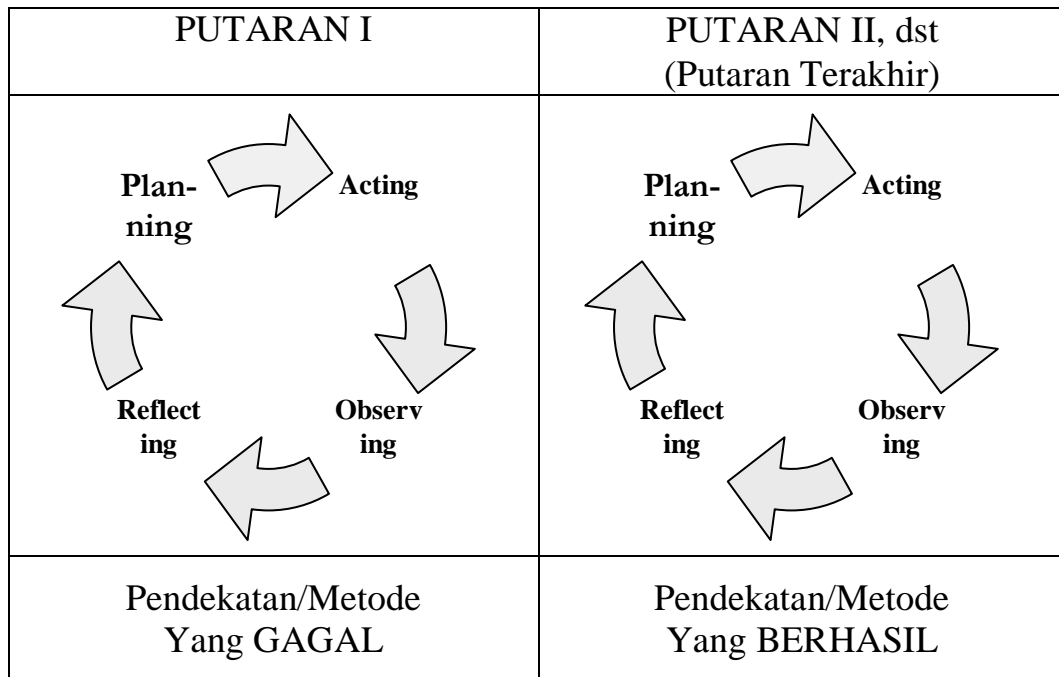 PUTARAN I
PUTARAN II, dst
(Putaran Terakhir)
Plan-
ning
Acting
Reflect
ing
Observ
ing
Plan-
ning
Acting
Reflect
ing
Observ
ing
Pendekatan/Metode
Yang GAGAL
Pendekatan/Metode
Yang BERHASIL